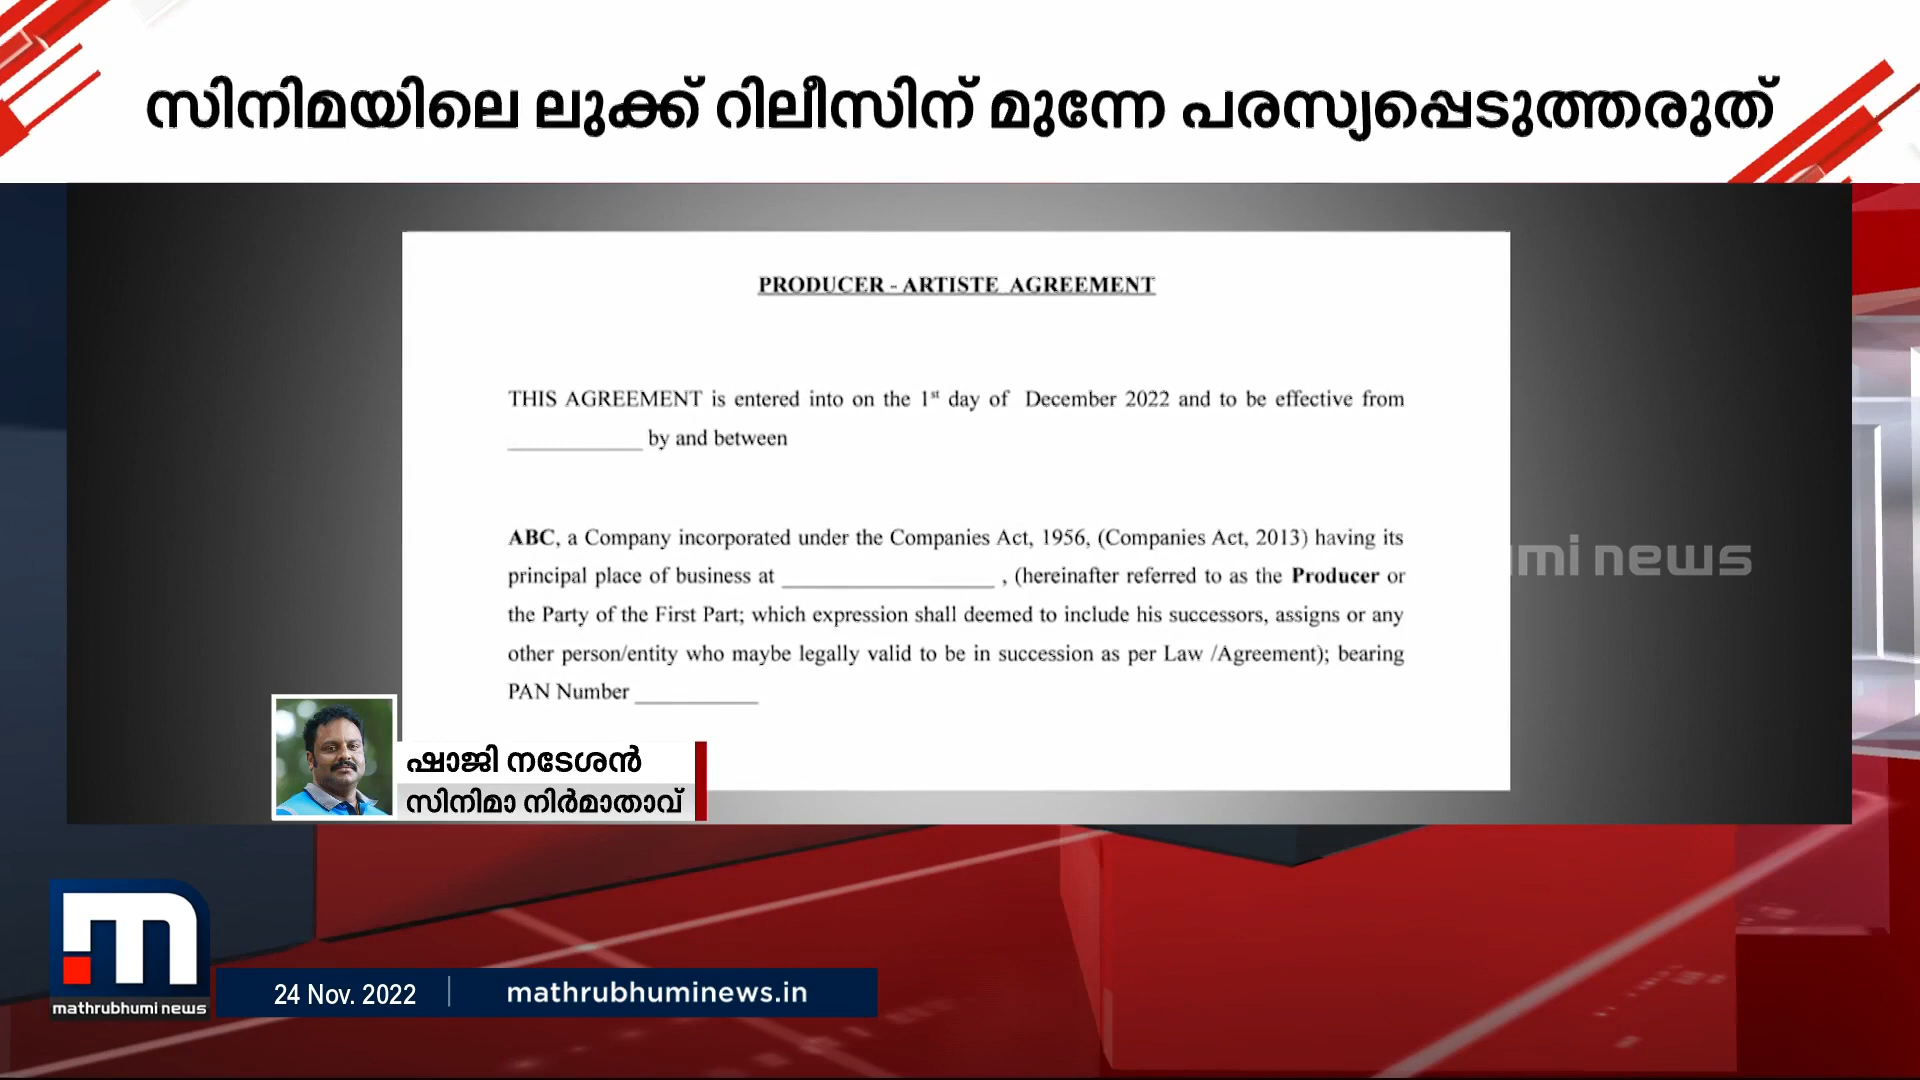 സിനിമയിലെ ലുക്ക് റിലീസിന് മുന്നേ പരസ്യപ്പെടുത്തരുത്
PRODUCER - ARTISTE AGREEMENT
THIS AGREEMENT is entered into on the 1st day of December 2022 and to be effective from
____________ by and between
ABC, a Company incorporated under the Companies Act, 1956, (Companies Act, 2013) having its
principal place of business at ___________________ , (hereinafter referred to as the Producer or
the Party of the First Part; which expression shall deemed to include his successors, assigns or any
other person/entity who maybe legally valid to be in succession as per Law /Agreement); bearing
PAN Number ___________
umi news
ഷാജി നടേശൻ
സിനിമാ നിർമാതാവ്
mathrubhumi news
24 Nov. 2022
mathrubhuminews.in